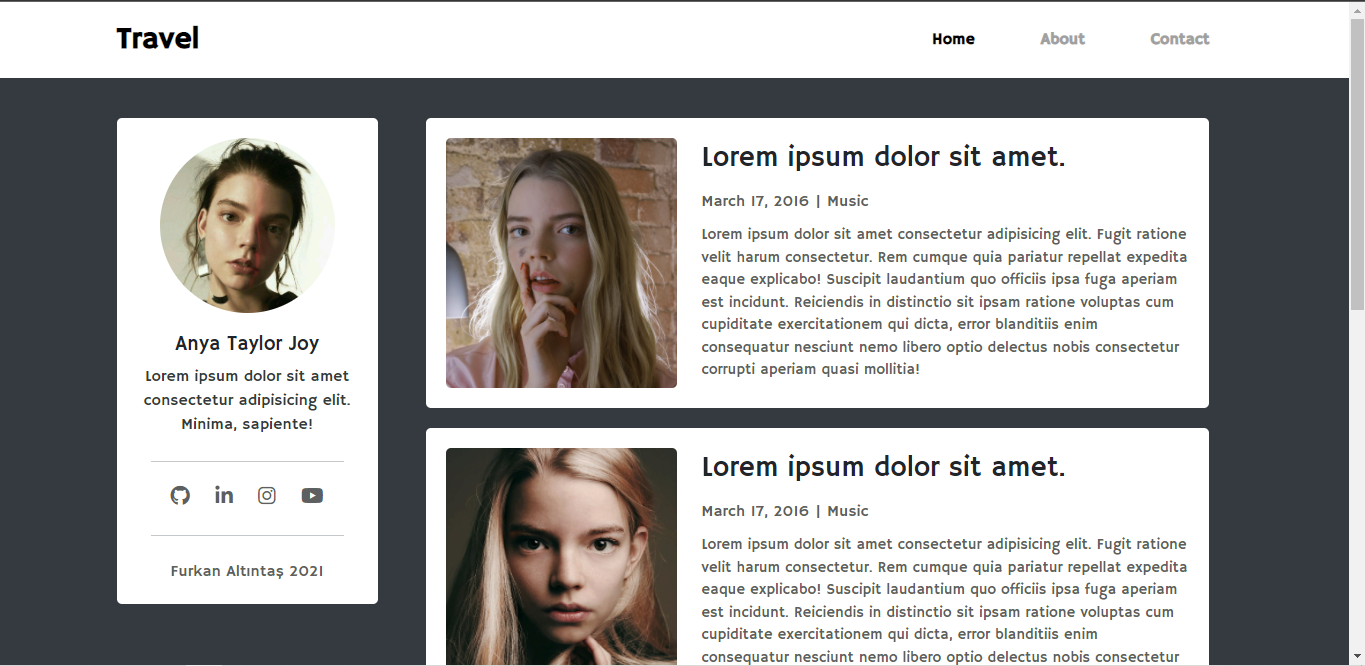 Travel
Home
About
Contact
Anya Taylor Joy
Lorem ipsum dolor sit amet
consectetur adipisicing elit.
Minima, sapiente!
Furkan Altıntaş 2021
Lorem ipsum dolor sit amet.
March 17, 2016 | Music
Lorem ipsum dolor sit amet consectetur adipisicing elit. Fugit ratione
velit harum consectetur. Rem cumque quia pariatur repellat expedita
eaque explicabo! Suscipit laudantium quo officiis ipsa fuga aperiam
est incidunt. Reiciendis in distinctio sit ipsam ratione voluptas cum
cupiditate exercitationem qui dicta, error blanditiis enim
consequatur nesciunt nemo libero optio delectus nobis consectetur
corrupti aperiam quasi mollitia!
Lorem ipsum dolor sit amet.
March 17, 2016 | Music
Lorem ipsum dolor sit amet consectetur adipisicing elit. Fugit ratione
velit harum consectetur. Rem cumque quia pariatur repellat expedita
eaque explicabo! Suscipit laudantium quo officiis ipsa fuga aperiam
est incidunt. Reiciendis in distinctio sit ipsam ratione voluptas cum
cupiditate exercitationem qui dicta, error blanditiis enim
consequatur nesciunt nemo libero optio delectus nobis consectetur